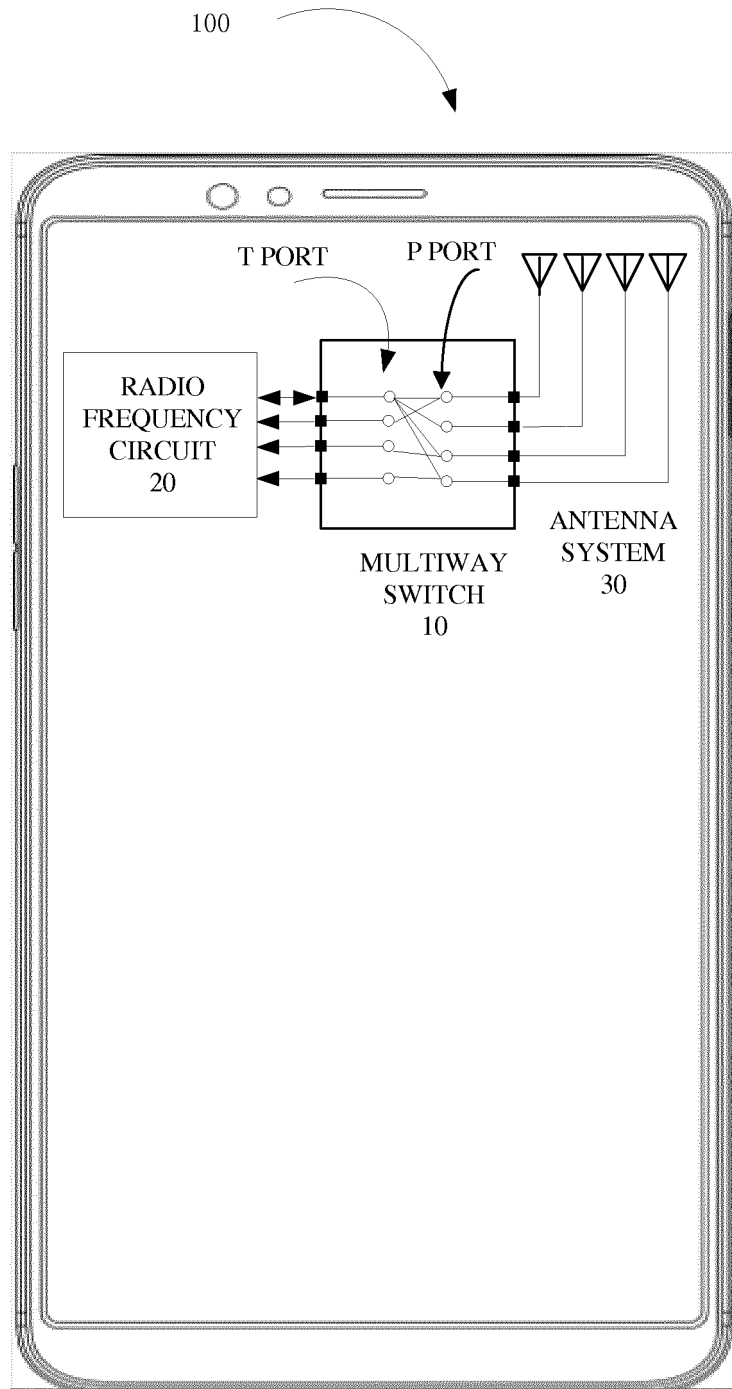 100
T PORT
P PORT
RADIO
FREQUENCY
CIRCUIT
20
MULTIWAY
SWITCH
10
ANTENNA
SYSTEM
30